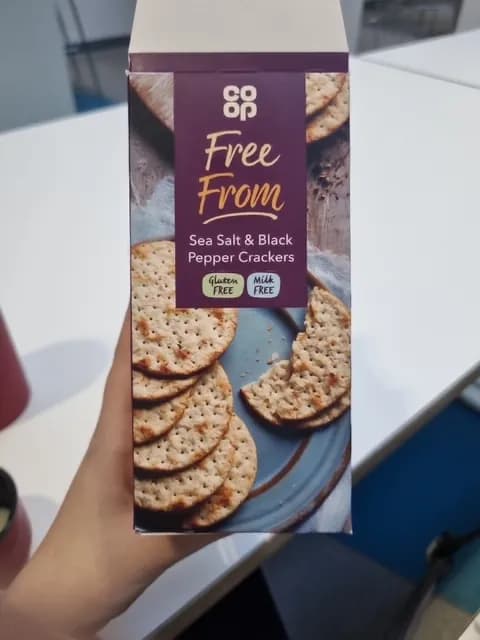 CO
OP
Free
From
Sea Salt & Black
Pepper Crackers
Gluten
FREE
Milk
FREE